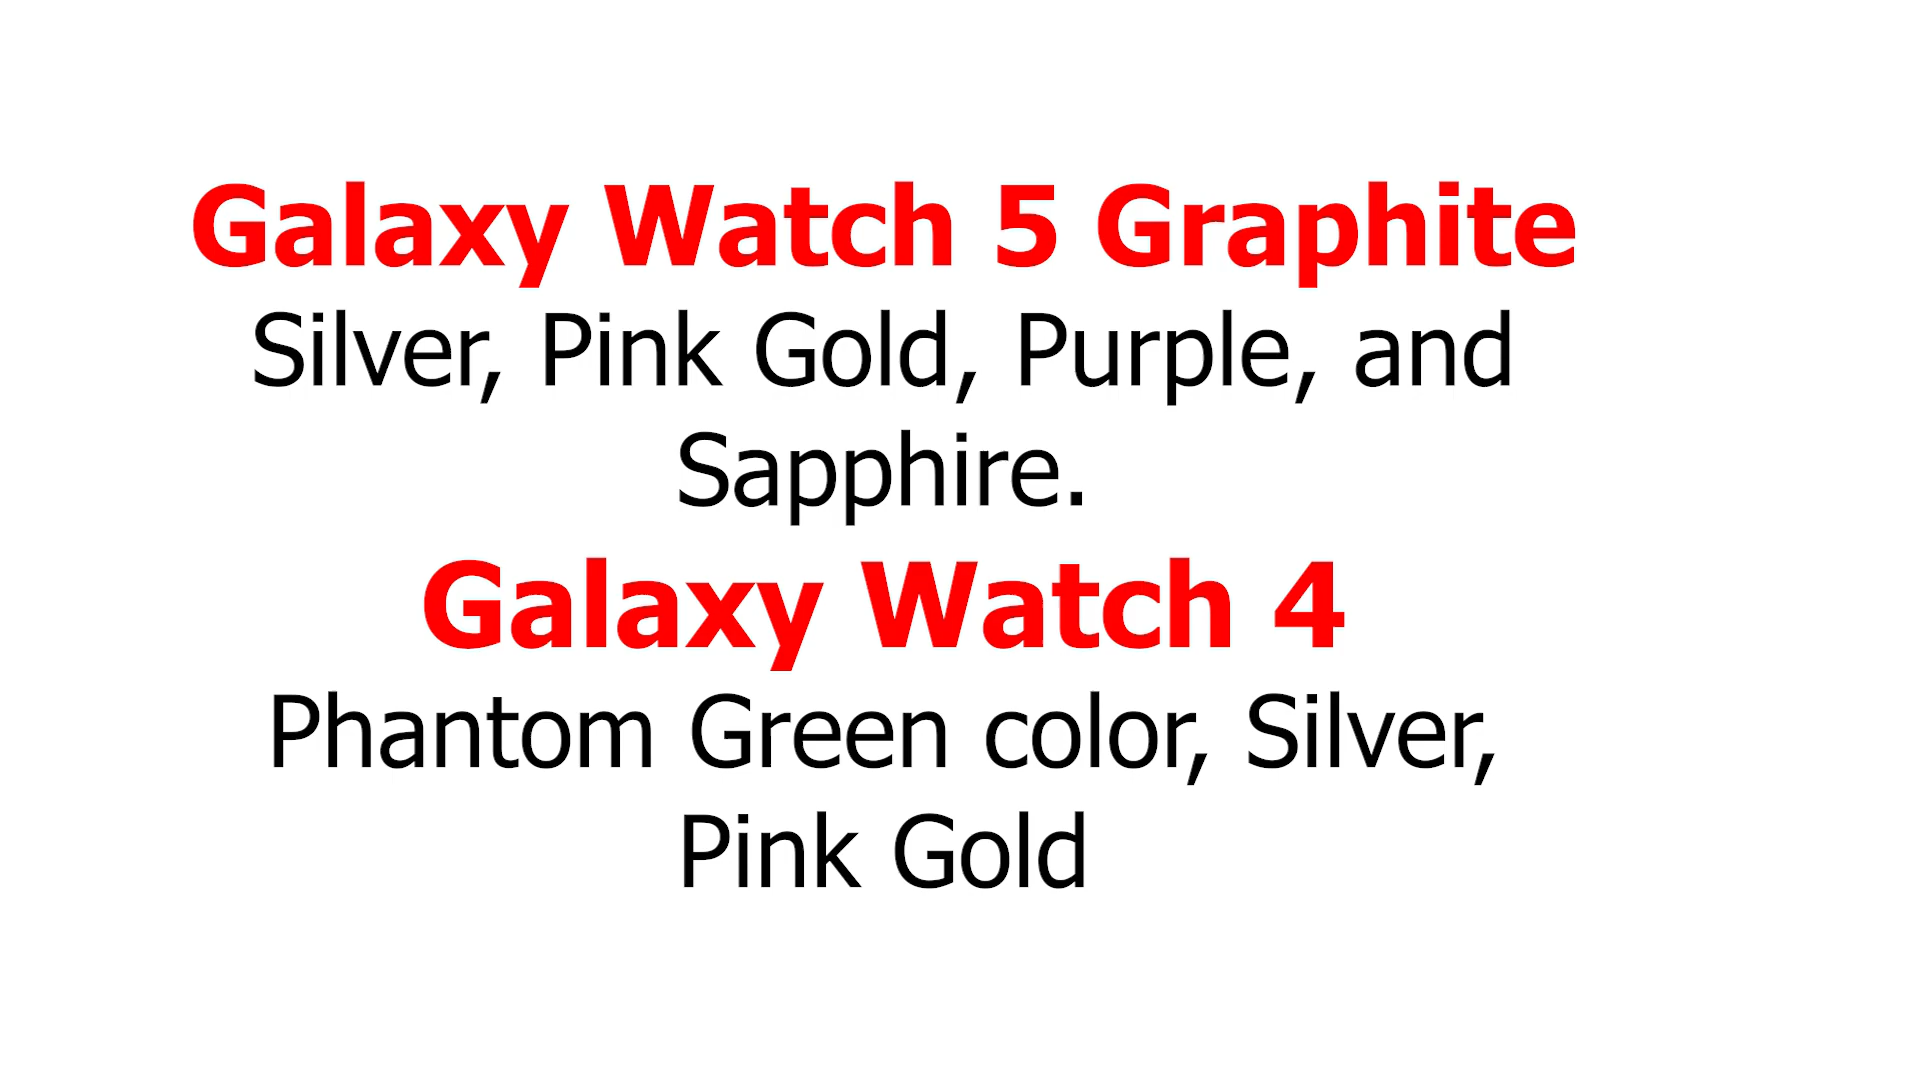 Galaxy Watch 5 Graphite
Silver, Pink Gold, Purple, and
Sapphire.
Galaxy Watch 4
Phantom Green color, Silver,
Pink Gold